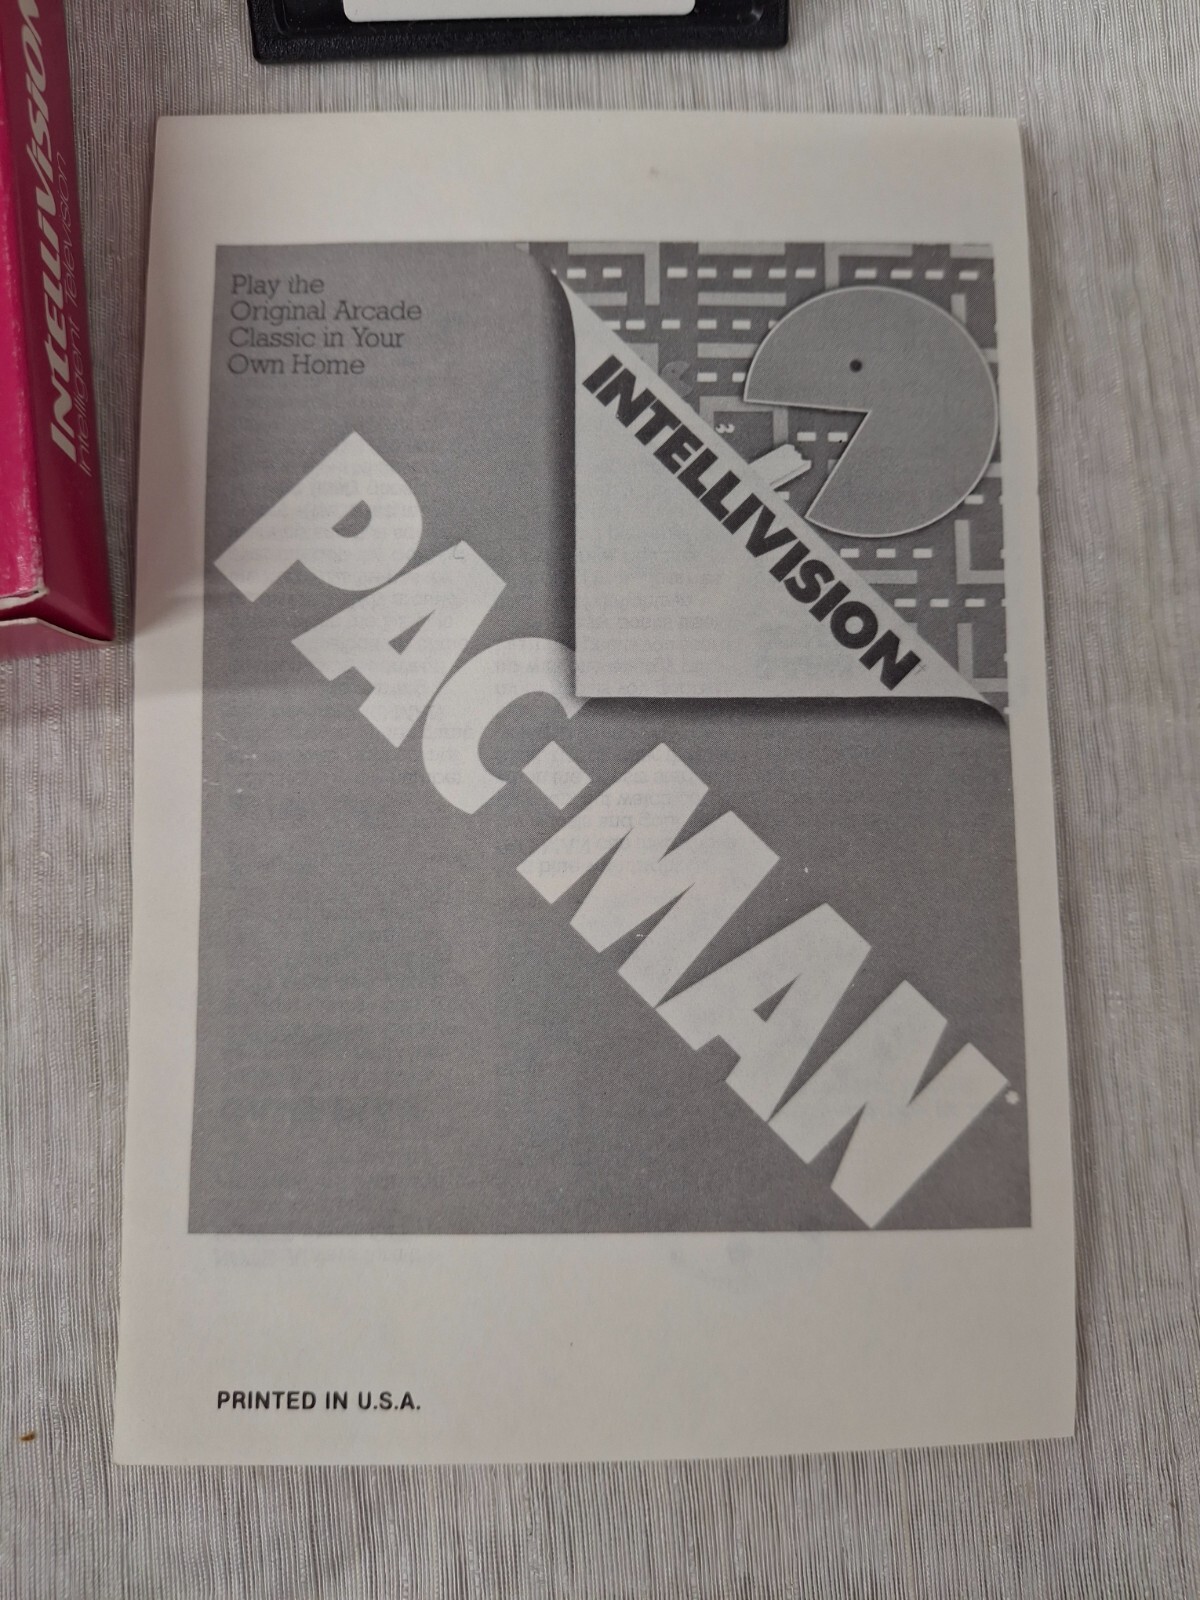 INTELLIVISION
Intelligent Television
Play the
Original Arcade
Classic in Your
Own Home
INTELLIVISION
PAC-MAN
PRINTED IN U.S.A.